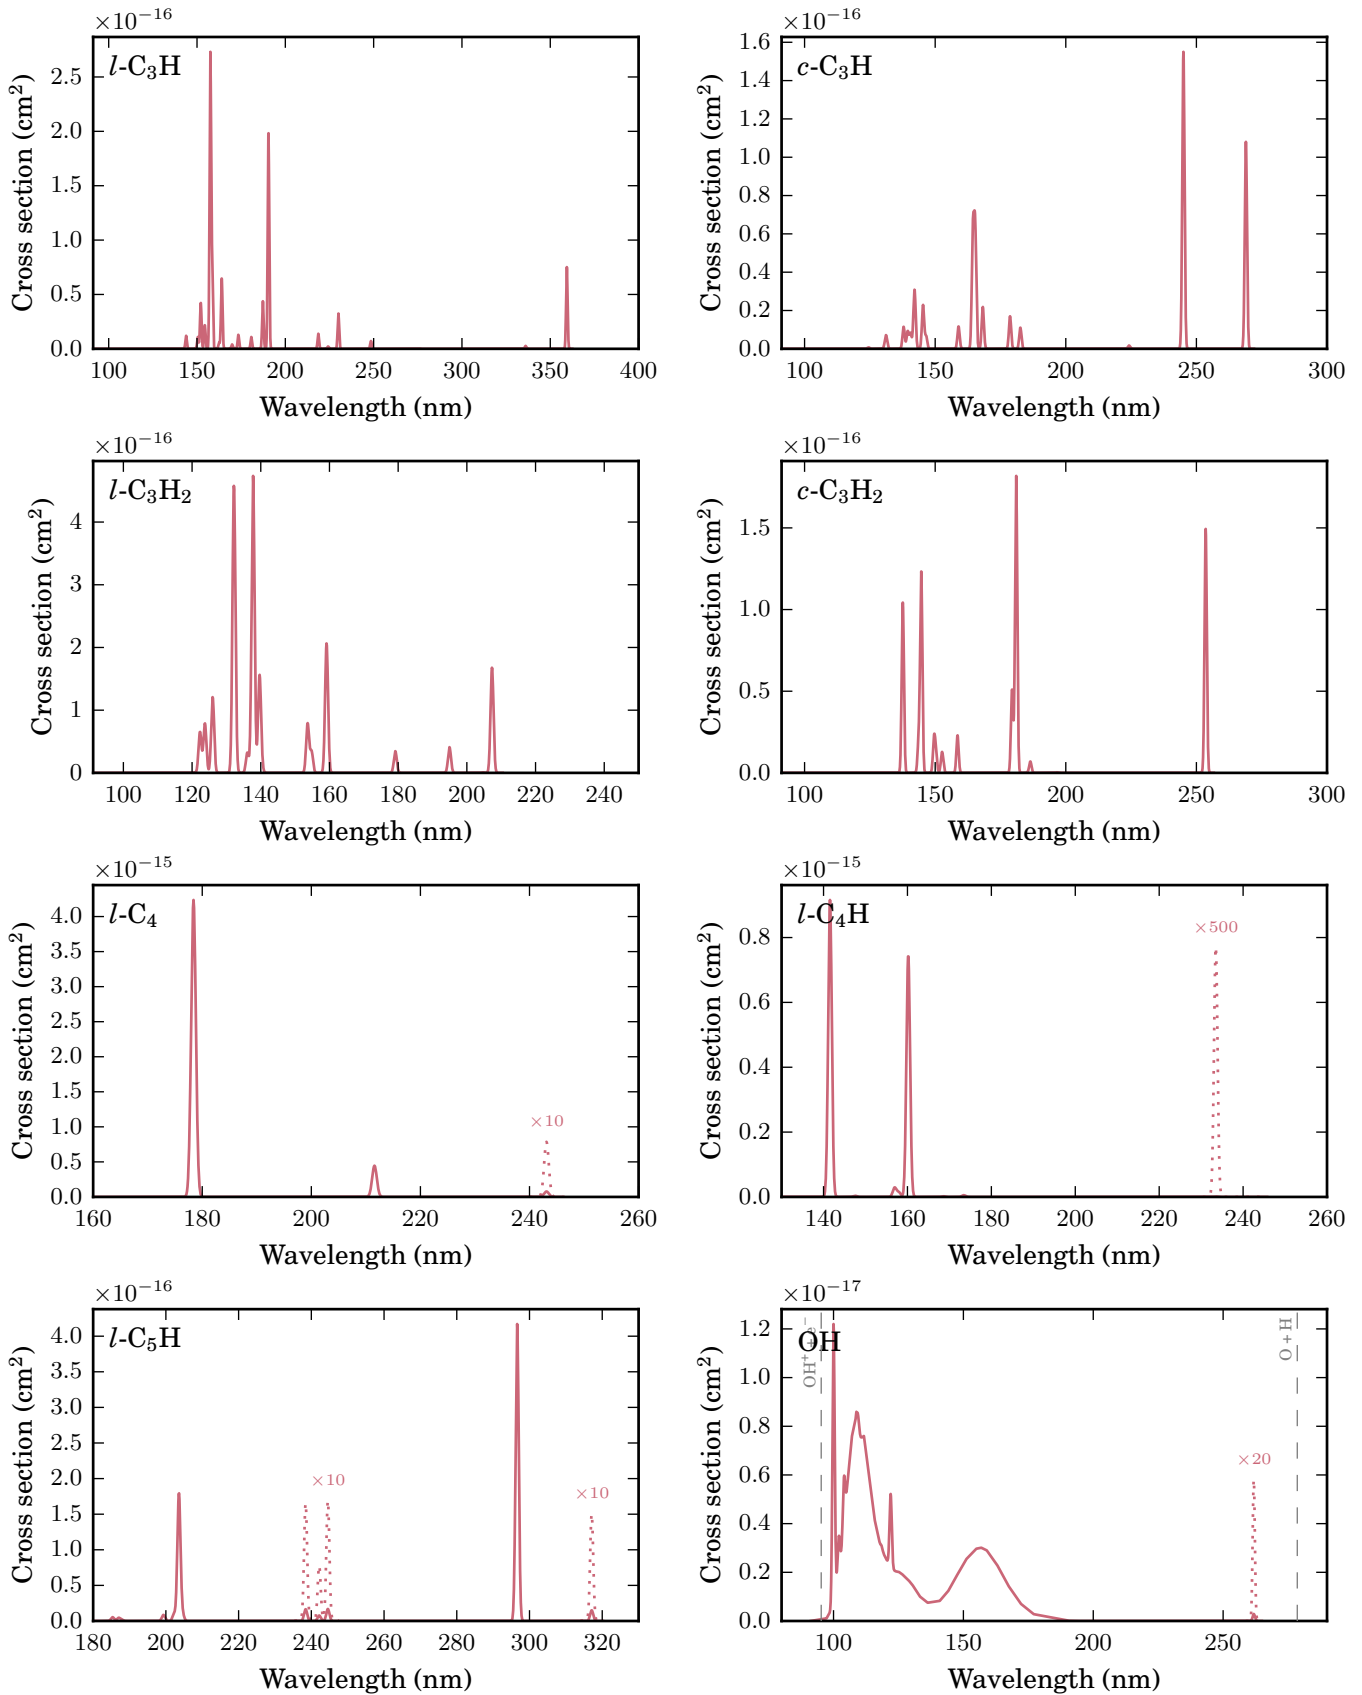 ×10⁻¹⁶
l-C₃H
Cross section (cm²)
2.5
2.0
1.5
1.0
0.5
0.0
100 150 200 250 300 350 400
Wavelength (nm)
×10⁻¹⁶
c-C₃H
Cross section (cm²)
1.6
1.4
1.2
1.0
0.8
0.6
0.4
0.2
0.0
100 150 200 250 300
Wavelength (nm)
×10⁻¹⁶
l-C₃H₂
Cross section (cm²)
4
3
2
1
0
100 120 140 160 180 200 220 240
Wavelength (nm)
×10⁻¹⁶
c-C₃H₂
Cross section (cm²)
1.5
1.0
0.5
0.0
100 150 200 250 300
Wavelength (nm)
×10⁻¹⁵
l-C₄
Cross section (cm²)
4.0
3.5
3.0
2.5
2.0
1.5
1.0
0.5
0.0
×10
160 180 200 220 240 260
Wavelength (nm)
×10⁻¹⁵
l-C₄H
Cross section (cm²)
0.8
0.6
0.4
0.2
0.0
×500
140 160 180 200 220 240 260
Wavelength (nm)
×10⁻¹⁶
l-C₅H
Cross section (cm²)
4.0
3.5
3.0
2.5
2.0
1.5
1.0
0.5
0.0
×10
×10
180 200 220 240 260 280 300 320
Wavelength (nm)
×10⁻¹⁷
OH
Cross section (cm²)
1.2
1.0
0.8
0.6
0.4
0.2
0.0
OH⁺ + e⁻
O + H
×20
100 150 200 250
Wavelength (nm)